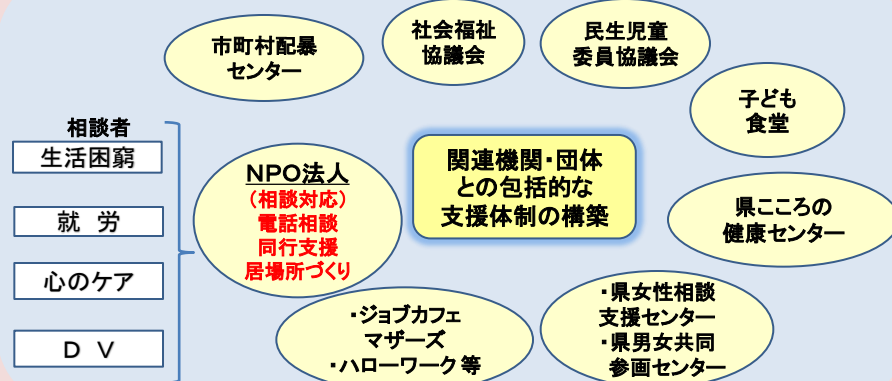 市町村配暴
センター
社会福祉
協議会
民生児童
委員協議会
子ども
食堂
相談者
生活困窮
就　労
心のケア
Ｄ　Ｖ
ＮＰＯ法人
（相談対応）
電話相談
同行支援
居場所づくり
関連機関・団体
との包括的な
支援体制の構築
県こころの
健康センター
・ジョブカフェ
マザーズ
・ハローワーク 等
・県女性相談
支援センター
・県男女共同
参画センター